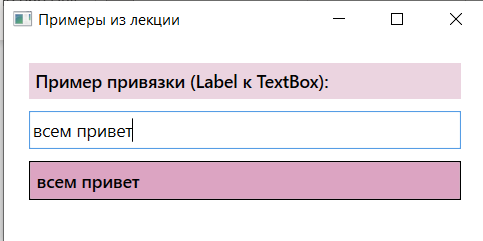 Примеры из лекции
Пример привязки (Label к TextBox):
всем привет
всем привет